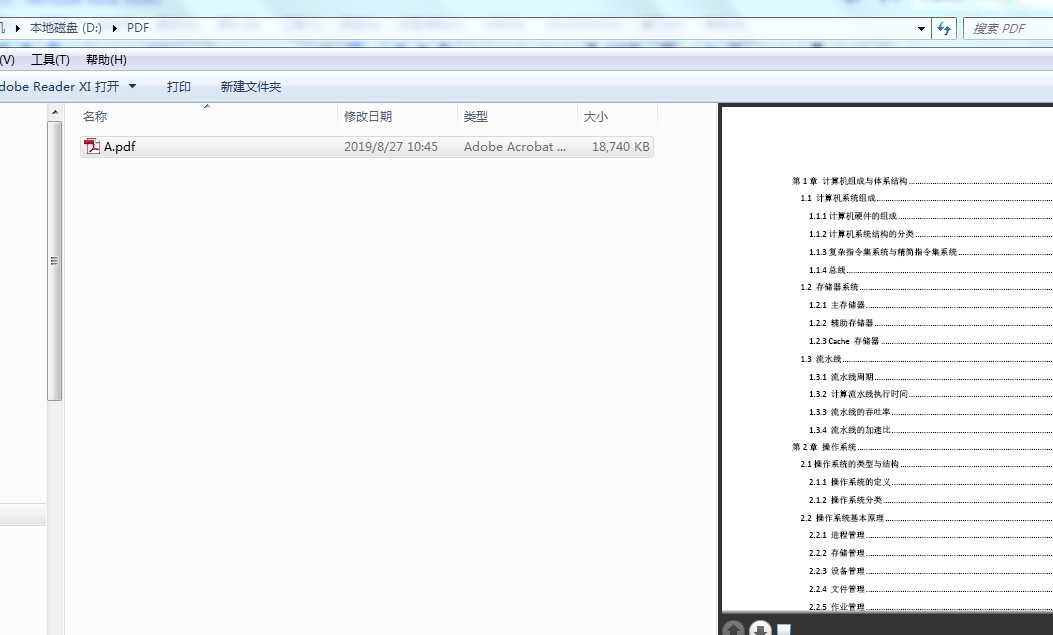 本地磁盘 (D:) ▸ PDF
搜索 PDF
(V) 工具(T) 帮助(H)
dobe Reader XI 打开 打印 新建文件夹
名称 修改日期 类型 大小
A.pdf 2019/8/27 10:45 Adobe Acrobat ... 18,740 KB
第 1 章 计算机组成与体系结构
1.1 计算机系统组成
1.1.1 计算机硬件的组成
1.1.2 计算机系统结构的分类
1.1.3 复杂指令集系统与精简指令集系统
1.1.4 总线
1.2 存储器系统
1.2.1 主存储器
1.2.2 辅助存储器
1.2.3 Cache 存储器
1.3 流水线
1.3.1 流水线周期
1.3.2 计算流水线执行时间
1.3.3 流水线的吞吐率
1.3.4 流水线的加速比
第 2 章 操作系统
2.1 操作系统的类型与结构
2.1.1 操作系统的定义
2.1.2 操作系统分类
2.2 操作系统基本原理
2.2.1 进程管理
2.2.2 存储管理
2.2.3 设备管理
2.2.4 文件管理
2.2.5 作业管理